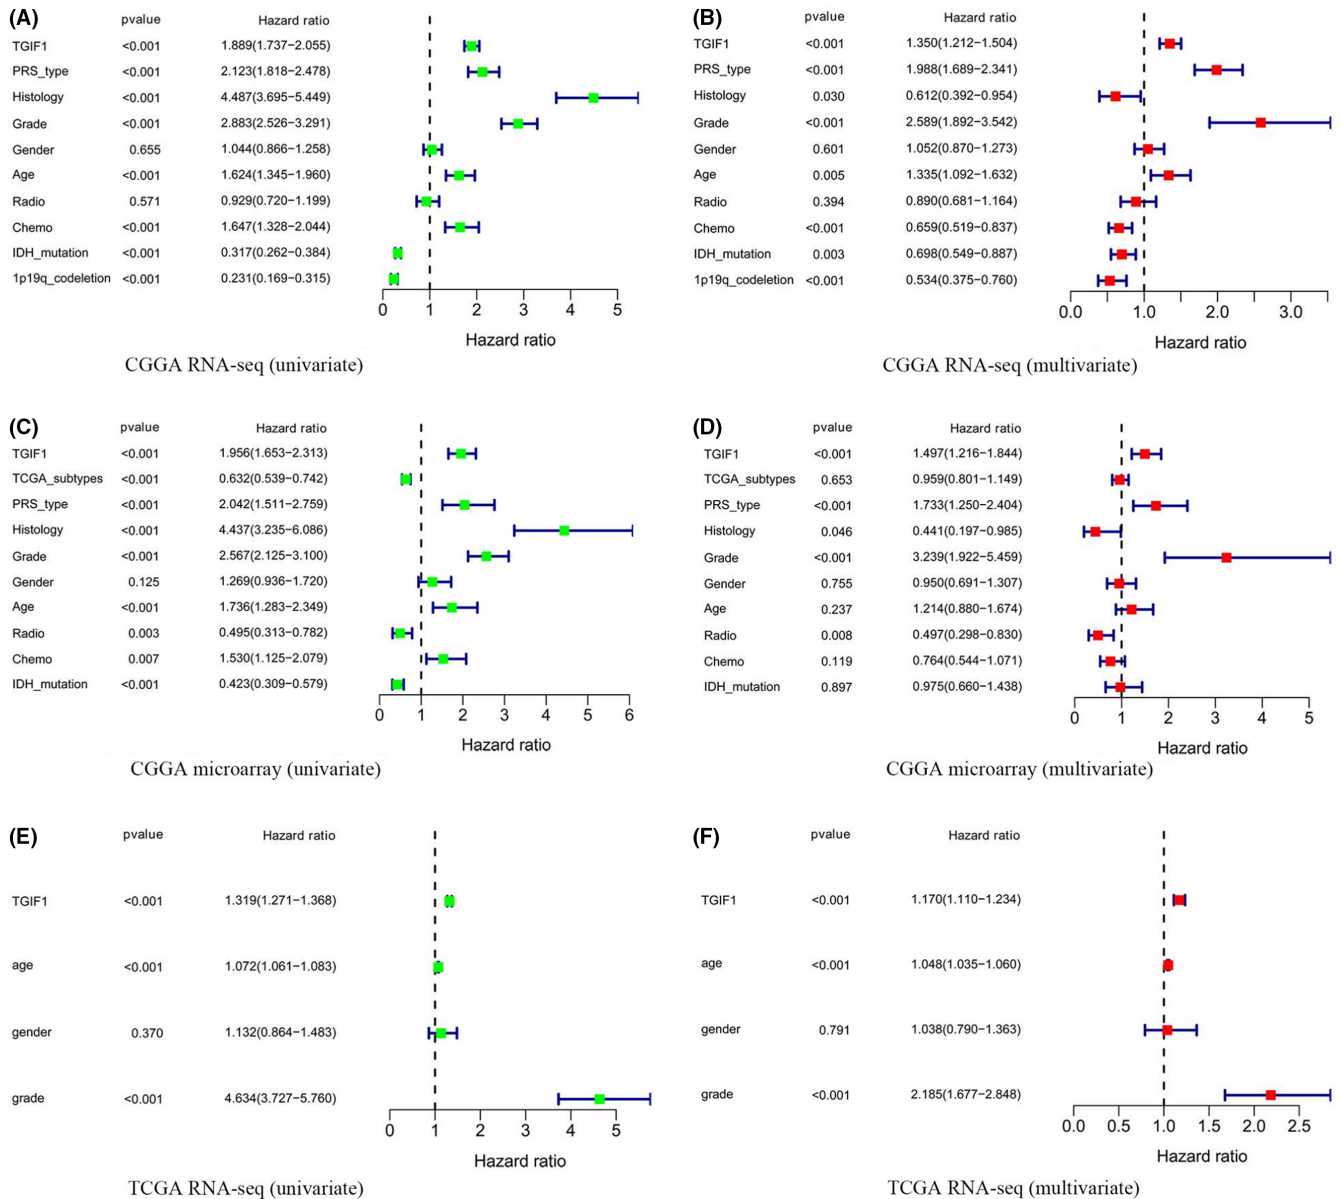 (A)
pvalue Hazard ratio
TGIF1 <0.001 1.889(1.737−2.055)
PRS_type <0.001 2.123(1.818−2.478)
Histology <0.001 4.487(3.695−5.449)
Grade <0.001 2.883(2.526−3.291)
Gender 0.655 1.044(0.866−1.258)
Age <0.001 1.624(1.345−1.960)
Radio 0.571 0.929(0.720−1.199)
Chemo <0.001 1.647(1.328−2.044)
IDH_mutation <0.001 0.317(0.262−0.384)
1p19q_codeletion <0.001 0.231(0.169−0.315)
0 1 2 3 4 5
Hazard ratio
CGGA RNA-seq (univariate)
(B)
pvalue Hazard ratio
TGIF1 <0.001 1.350(1.212−1.504)
PRS_type <0.001 1.988(1.689−2.341)
Histology 0.030 0.612(0.392−0.954)
Grade <0.001 2.589(1.892−3.542)
Gender 0.601 1.052(0.870−1.273)
Age 0.005 1.335(1.092−1.632)
Radio 0.394 0.890(0.681−1.164)
Chemo <0.001 0.659(0.519−0.837)
IDH_mutation 0.003 0.698(0.549−0.887)
1p19q_codeletion <0.001 0.534(0.375−0.760)
0.0 1.0 2.0 3.0
Hazard ratio
CGGA RNA-seq (multivariate)
(C)
pvalue Hazard ratio
TGIF1 <0.001 1.956(1.653−2.313)
TCGA_subtypes <0.001 0.632(0.539−0.742)
PRS_type <0.001 2.042(1.511−2.759)
Histology <0.001 4.437(3.235−6.086)
Grade <0.001 2.567(2.125−3.100)
Gender 0.125 1.269(0.936−1.720)
Age <0.001 1.736(1.283−2.349)
Radio 0.003 0.495(0.313−0.782)
Chemo 0.007 1.530(1.125−2.079)
IDH_mutation <0.001 0.423(0.309−0.579)
0 1 2 3 4 5 6
Hazard ratio
CGGA microarray (univariate)
(D)
pvalue Hazard ratio
TGIF1 <0.001 1.497(1.216−1.844)
TCGA_subtypes 0.653 0.959(0.801−1.149)
PRS_type <0.001 1.733(1.250−2.404)
Histology 0.046 0.441(0.197−0.985)
Grade <0.001 3.239(1.922−5.459)
Gender 0.755 0.950(0.691−1.307)
Age 0.237 1.214(0.880−1.674)
Radio 0.008 0.497(0.298−0.830)
Chemo 0.119 0.764(0.544−1.071)
IDH_mutation 0.897 0.975(0.660−1.438)
0 1 2 3 4 5
Hazard ratio
CGGA microarray (multivariate)
(E)
pvalue Hazard ratio
TGIF1 <0.001 1.319(1.271−1.368)
age <0.001 1.072(1.061−1.083)
gender 0.370 1.132(0.864−1.483)
grade <0.001 4.634(3.727−5.760)
0 1 2 3 4 5
Hazard ratio
TCGA RNA-seq (univariate)
(F)
pvalue Hazard ratio
TGIF1 <0.001 1.170(1.110−1.234)
age <0.001 1.048(1.035−1.060)
gender 0.791 1.038(0.790−1.363)
grade <0.001 2.185(1.677−2.848)
0.0 0.5 1.0 1.5 2.0 2.5
Hazard ratio
TCGA RNA-seq (multivariate)